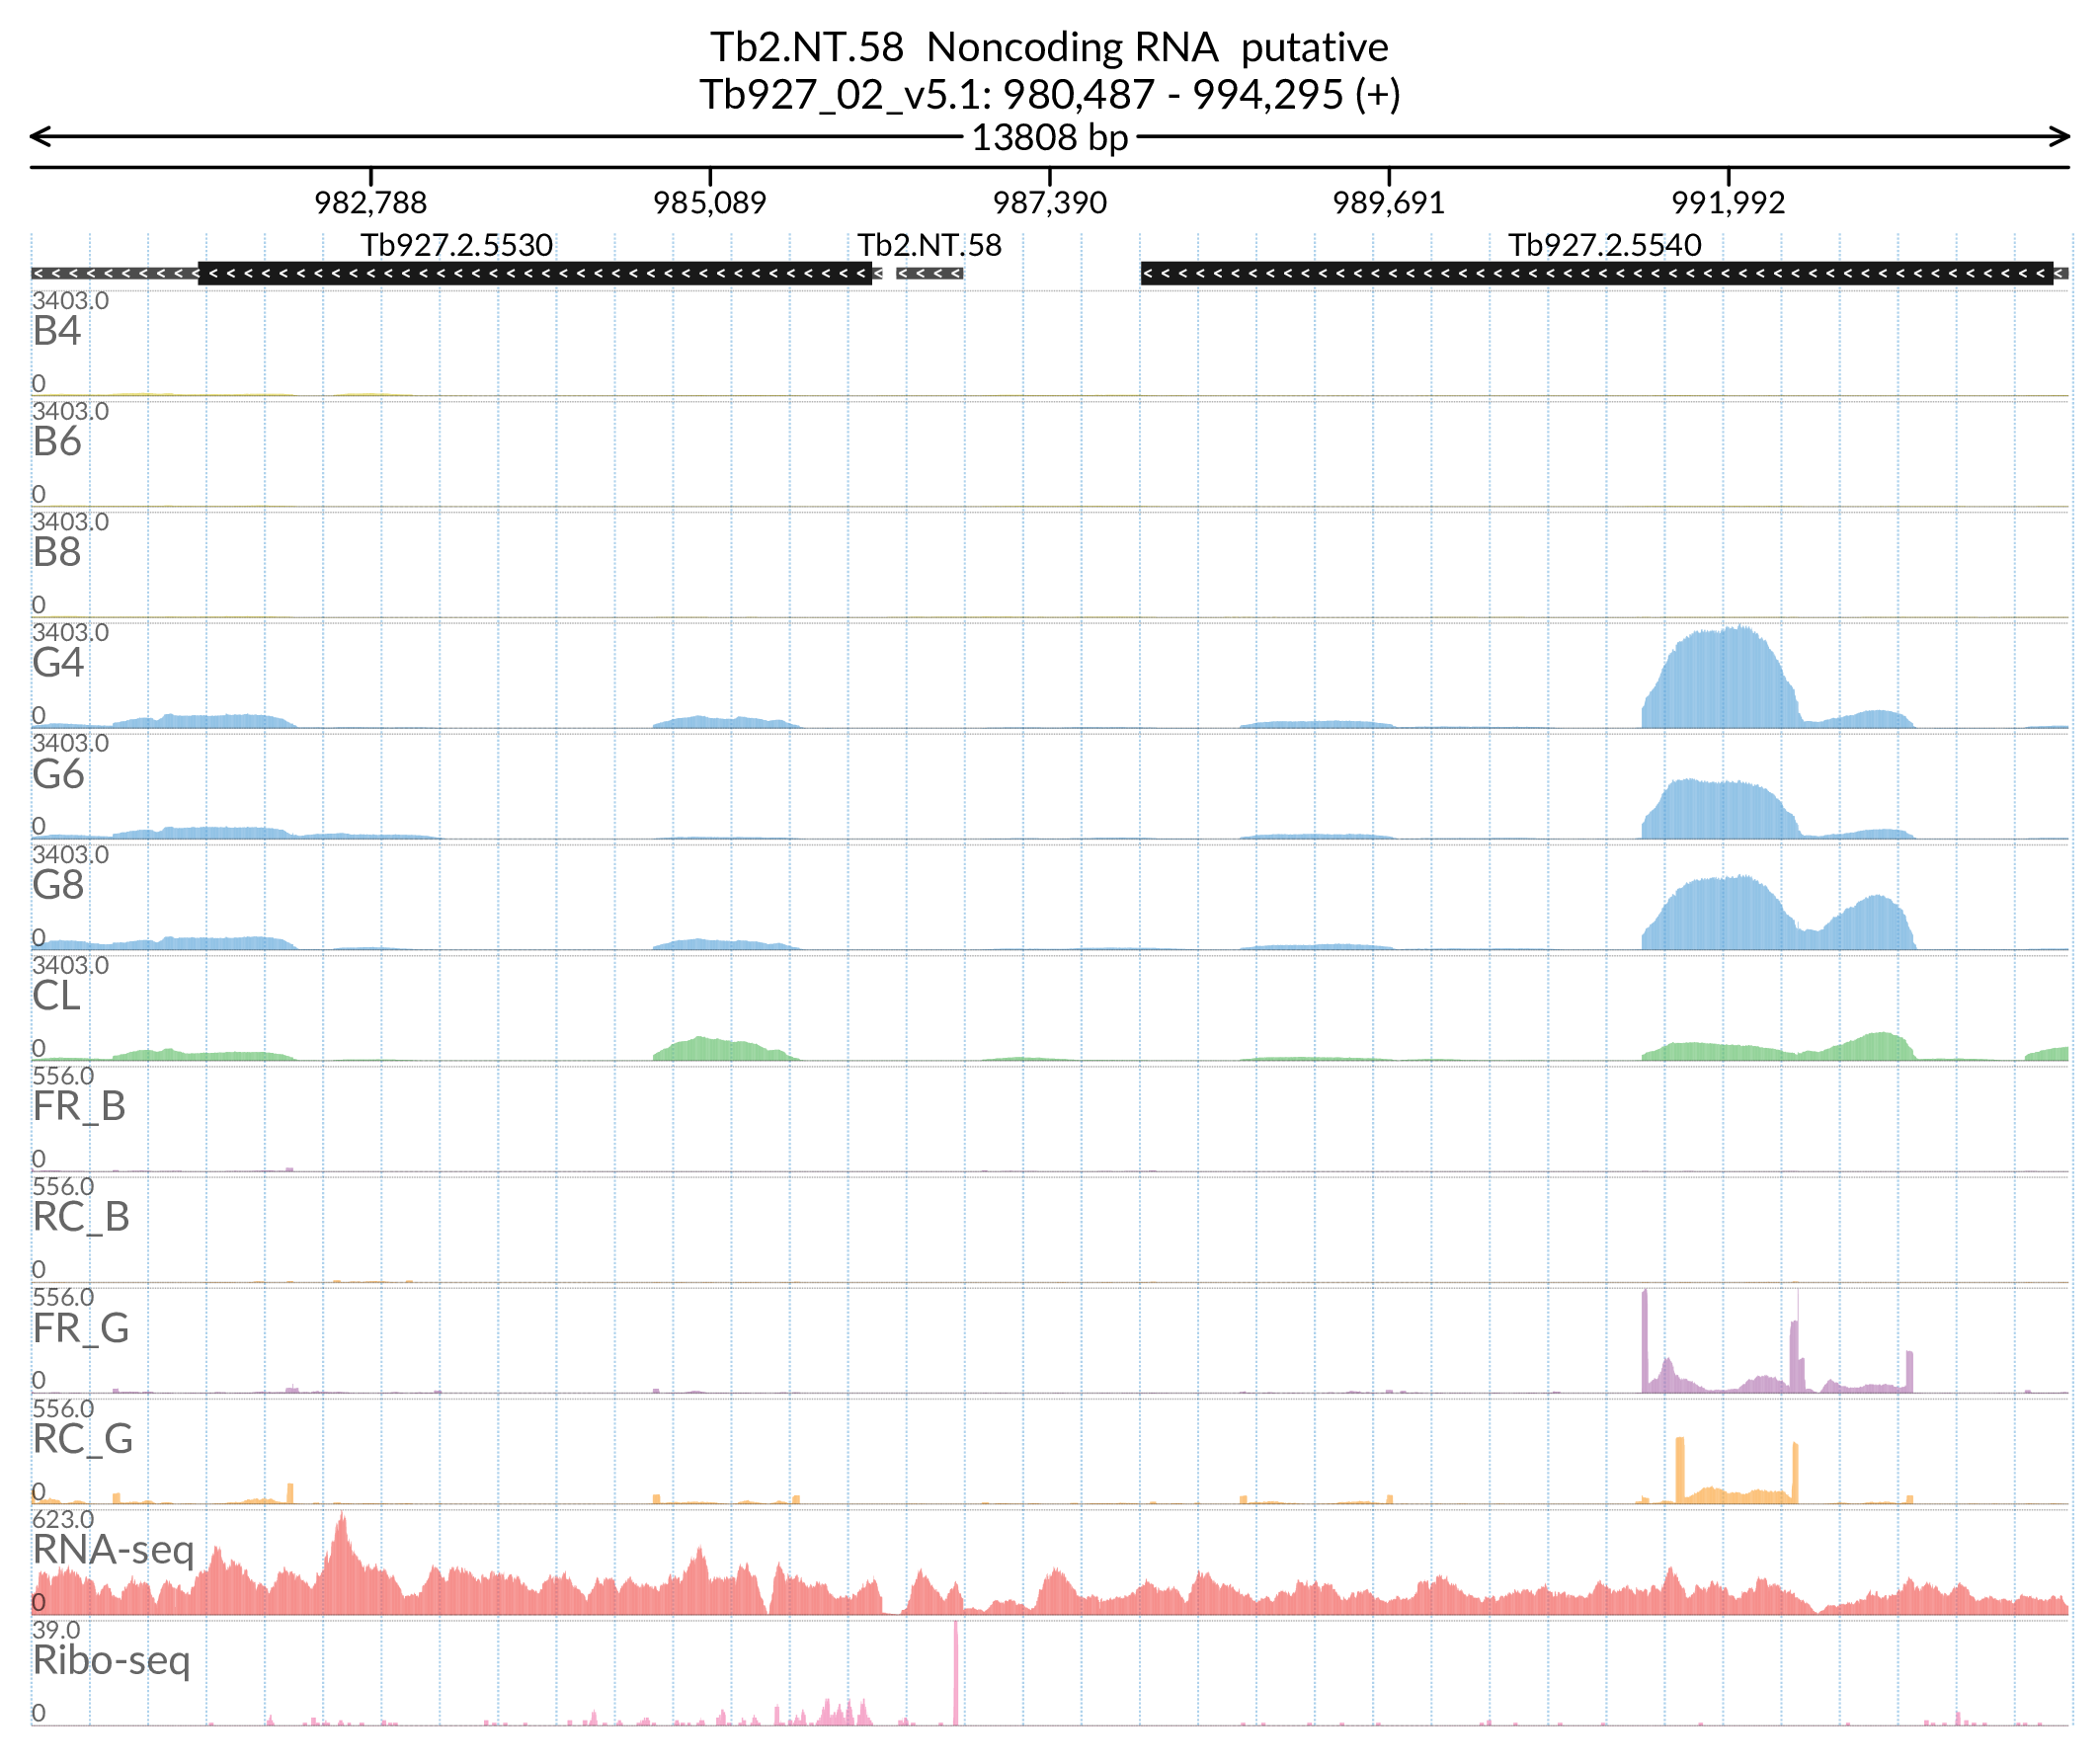 Tb2.NT.58 Noncoding RNA putative
Tb927_02_v5.1: 980,487 - 994,295 (+)
13808 bp
982,788 985,089 987,390 989,691 991,992
Tb927.2.5530 Tb2.NT.58 Tb927.2.5540
3403.0
B4
0
3403.0
B6
0
3403.0
B8
0
3403.0
G4
0
3403.0
G6
0
3403.0
G8
0
3403.0
CL
0
556.0
FR_B
0
556.0
RC_B
0
556.0
FR_G
0
556.0
RC_G
0
623.0
RNA-seq
0
39.0
Ribo-seq
0